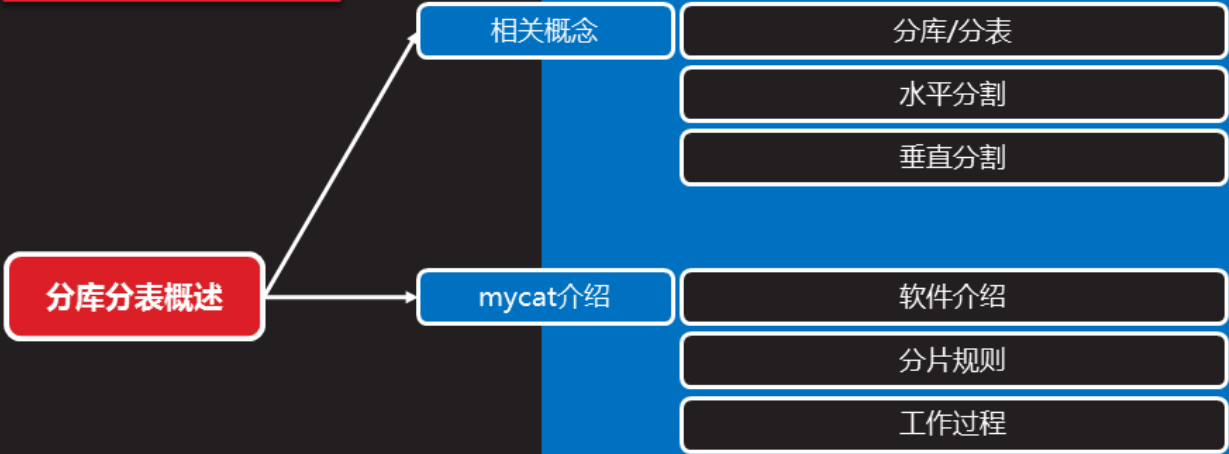 相关概念
分库/分表
水平分割
垂直分割
分库分表概述
mycat介绍
软件介绍
分片规则
工作过程